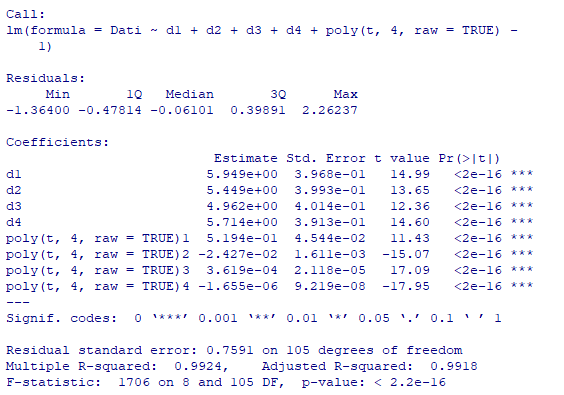 Call:
lm(formula = Dati ~ d1 + d2 + d3 + d4 + poly(t, 4, raw = TRUE) -
    1)
Residuals:
     Min       1Q   Median       3Q      Max
-1.36400 -0.47814 -0.06101  0.39891  2.26237
Coefficients:
                          Estimate Std. Error t value Pr(>|t|)
d1                       5.949e+00  3.968e-01   14.99   <2e-16 ***
d2                       5.449e+00  3.993e-01   13.65   <2e-16 ***
d3                       4.962e+00  4.014e-01   12.36   <2e-16 ***
d4                       5.714e+00  3.913e-01   14.60   <2e-16 ***
poly(t, 4, raw = TRUE)1  5.194e-01  4.544e-02   11.43   <2e-16 ***
poly(t, 4, raw = TRUE)2 -2.427e-02  1.611e-03  -15.07   <2e-16 ***
poly(t, 4, raw = TRUE)3  3.619e-04  2.118e-05   17.09   <2e-16 ***
poly(t, 4, raw = TRUE)4 -1.655e-06  9.219e-08  -17.95   <2e-16 ***
---
Signif. codes:  0 ‘***’ 0.001 ‘**’ 0.01 ‘*’ 0.05 ‘.’ 0.1 ‘ ’ 1
Residual standard error: 0.7591 on 105 degrees of freedom
Multiple R-squared:  0.9924,    Adjusted R-squared:  0.9918
F-statistic:  1706 on 8 and 105 DF,  p-value: < 2.2e-16